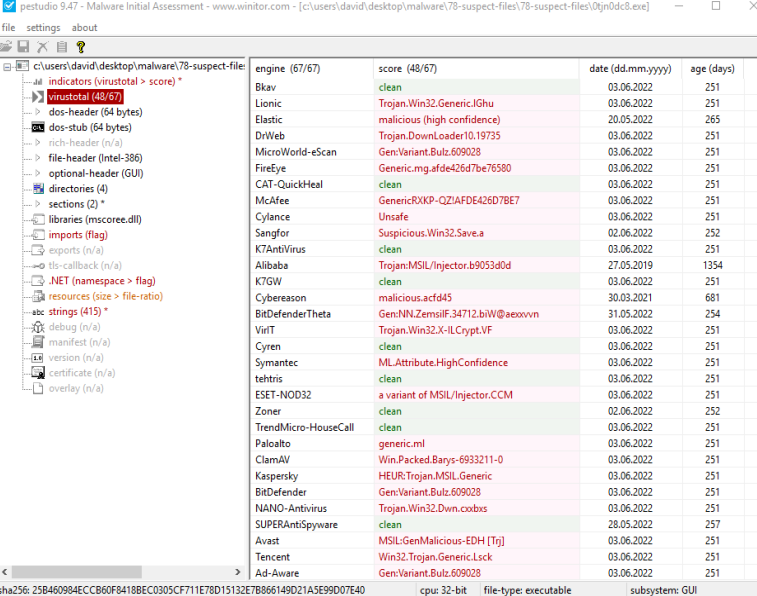 pestudio 9.47 - Malware Initial Assessment - www.winitor.com - [c:\users\david\desktop\malware\78-suspect-files\78-suspect-files\0tjn0dc8.exe]
file settings about
c:\users\david\desktop\malware\78-suspect-file:
indicators (virustotal > score) *
virustotal (48/67)
dos-header (64 bytes)
dos-stub (64 bytes)
rich-header (n/a)
file-header (Intel-386)
optional-header (GUI)
directories (4)
sections (2) *
libraries (mscoree.dll)
imports (flag)
exports (n/a)
tls-callback (n/a)
.NET (namespace > flag)
resources (size > file-ratio)
abc strings (415) *
debug (n/a)
manifest (n/a)
1.0 version (n/a)
certificate (n/a)
overlay (n/a)
engine (67/67) score (48/67) date (dd.mm.yyyy) age (days)
Bkav clean 03.06.2022 251
Lionic Trojan.Win32.Generic.lGhu 03.06.2022 251
Elastic malicious (high confidence) 20.05.2022 265
DrWeb Trojan.DownLoader10.19735 03.06.2022 251
MicroWorld-eScan Gen:Variant.Bulz.609028 03.06.2022 251
FireEye Generic.mg.afde426d7be76580 03.06.2022 251
CAT-QuickHeal clean 03.06.2022 251
McAfee GenericRXKP-QZ!AFDE426D7BE7 03.06.2022 251
Cylance Unsafe 03.06.2022 251
Sangfor Suspicious.Win32.Save.a 02.06.2022 252
K7AntiVirus clean 03.06.2022 251
Alibaba Trojan:MSIL/Injector.b9053d0d 27.05.2019 1354
K7GW clean 03.06.2022 251
Cybereason malicious.acfd45 30.03.2021 681
BitDefenderTheta Gen:NN.ZemsilF.34712.biW@aexxvvn 31.05.2022 254
VirIT Trojan.Win32.X-ILCrypt.VF 03.06.2022 251
Cyren clean 03.06.2022 251
Symantec ML.Attribute.HighConfidence 03.06.2022 251
tehtris clean 03.06.2022 251
ESET-NOD32 a variant of MSIL/Injector.CCM 03.06.2022 251
Zoner clean 02.06.2022 252
TrendMicro-HouseCall clean 03.06.2022 251
Paloalto generic.ml 03.06.2022 251
ClamAV Win.Packed.Barys-6933211-0 03.06.2022 251
Kaspersky HEUR:Trojan.MSIL.Generic 03.06.2022 251
BitDefender Gen:Variant.Bulz.609028 03.06.2022 251
NANO-Antivirus Trojan.Win32.Dwn.cxxbxs 03.06.2022 251
SUPERAntiSpyware clean 28.05.2022 257
Avast MSIL:GenMalicious-EDH [Trj] 03.06.2022 251
Tencent Win32.Trojan.Generic.Lsck 03.06.2022 251
Ad-Aware Gen:Variant.Bulz.609028 03.06.2022 251
sha256: 25B460984ECCB60F8418BEC0305CF711E78D15132E7B866149D21A5E99D07E40 cpu: 32-bit file-type: executable subsystem: GUI